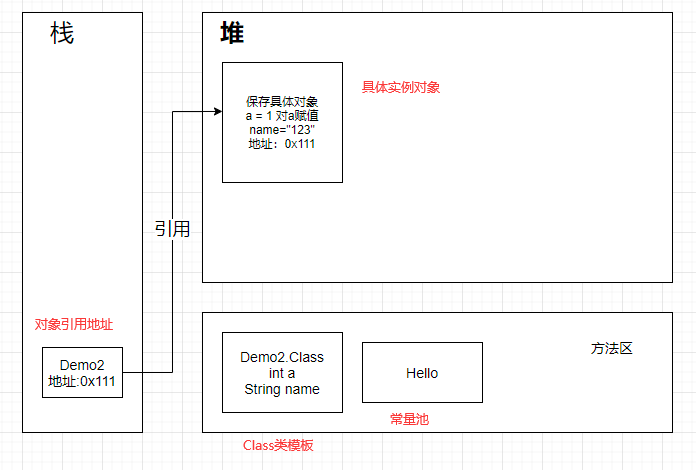 栈
堆
保存具体对象
a = 1 对a赋值
name="123"
地址：0x111
具体实例对象
引用
对象引用地址
Demo2
地址:0x111
Demo2.Class
int a
String name
Hello
方法区
常量池
Class类模板